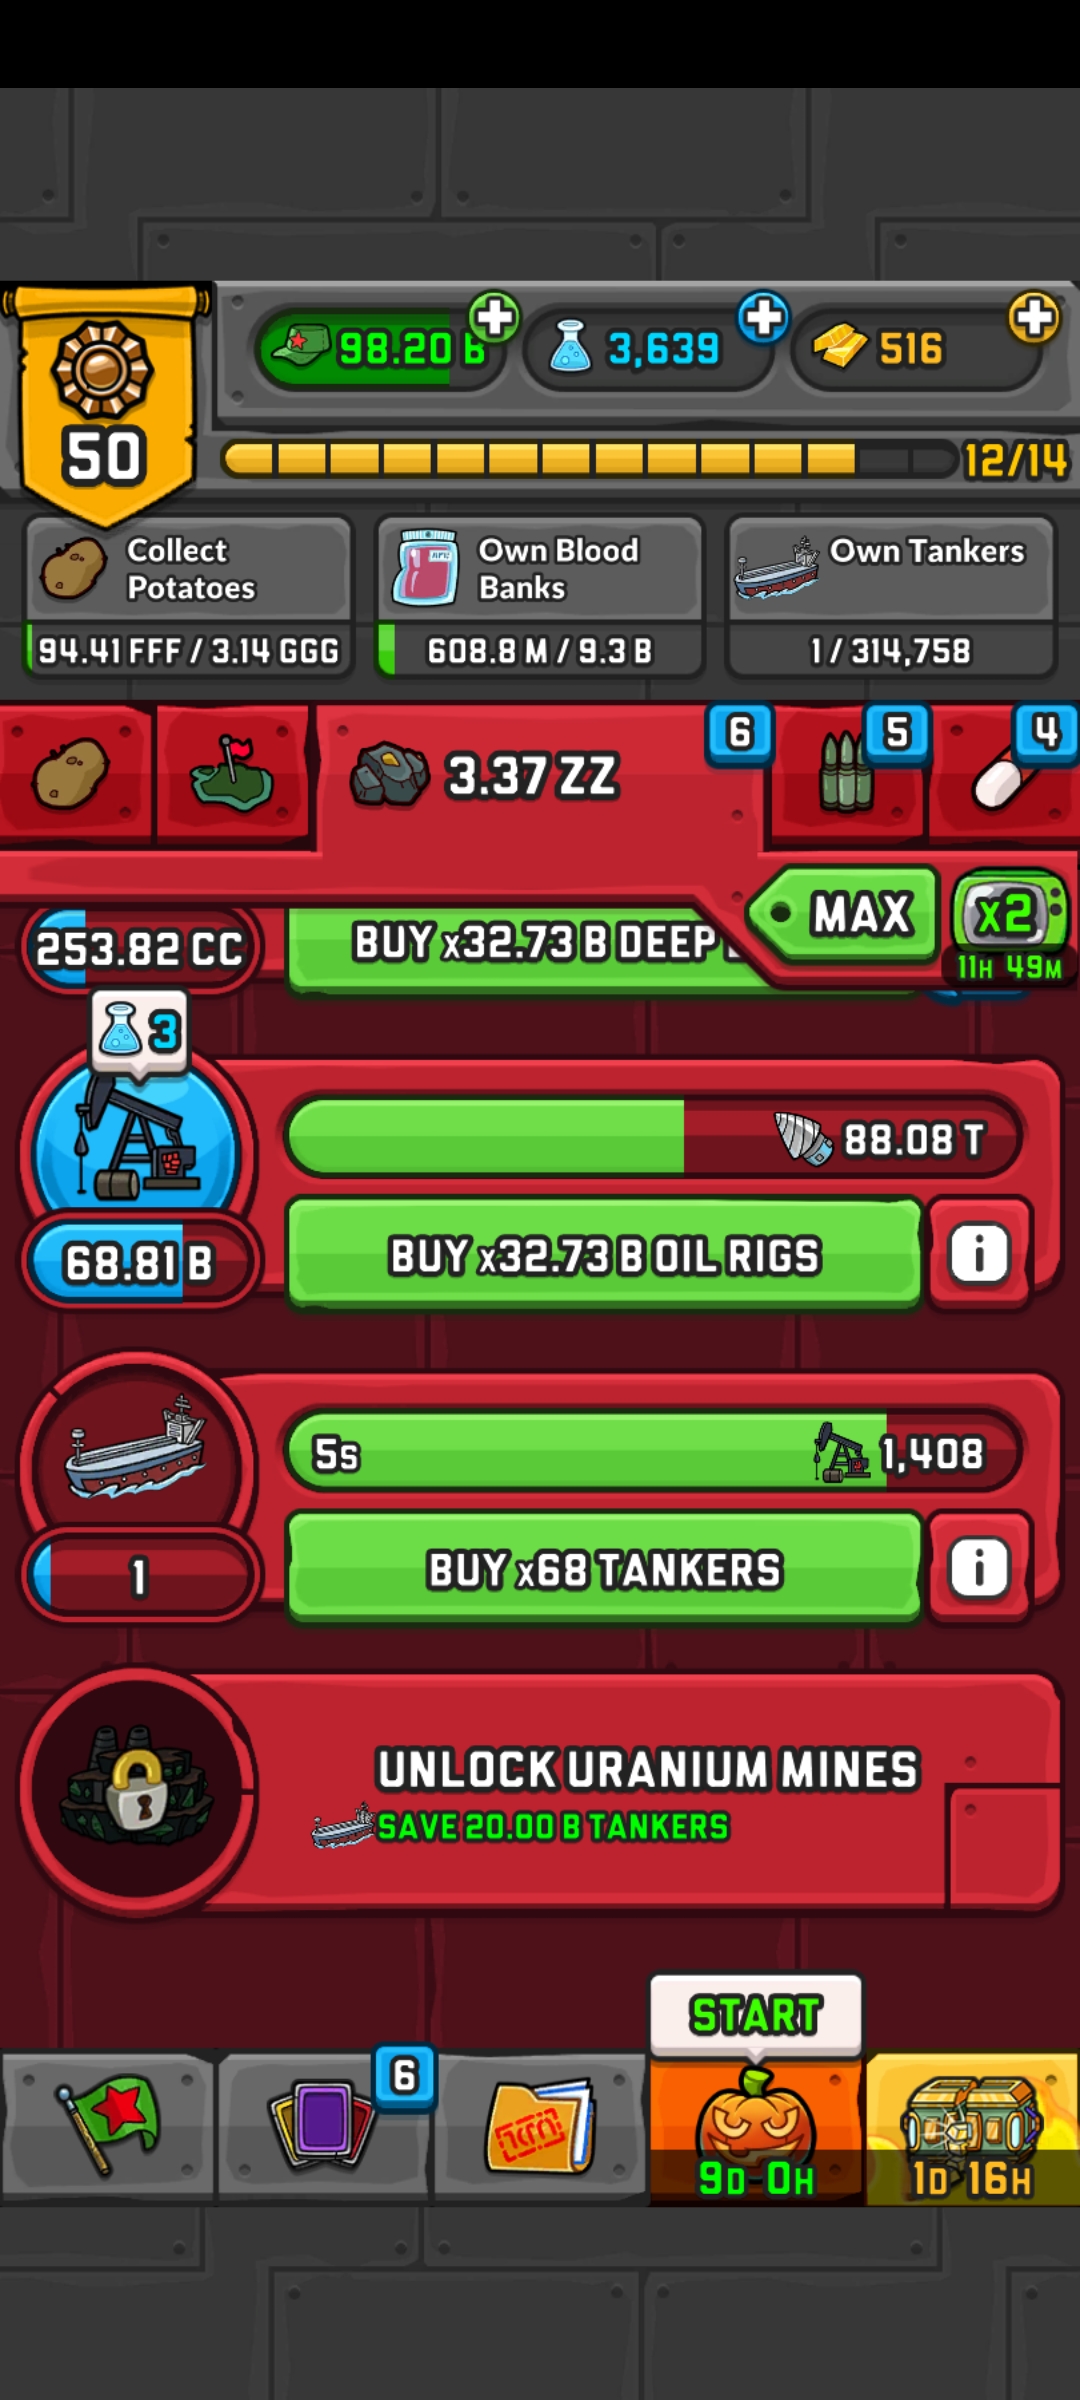 98.20 B
3,639
516
50
12/14
Collect
Potatoes
94.41 FFF / 3.14 GGG
Own Blood
Banks
608.8 M / 9.3 B
Own Tankers
1 / 314,758
3.37 ZZ
6
5
4
MAX
x2
11H 49M
253.82 CC
BUY x32.73 B DEEP
3
88.08 T
68.81 B
BUY x32.73 B OIL RIGS
i
5s
1,408
1
BUY x68 TANKERS
i
UNLOCK URANIUM MINES
SAVE 20.00 B TANKERS
START
6
9D 0H
1D 16H